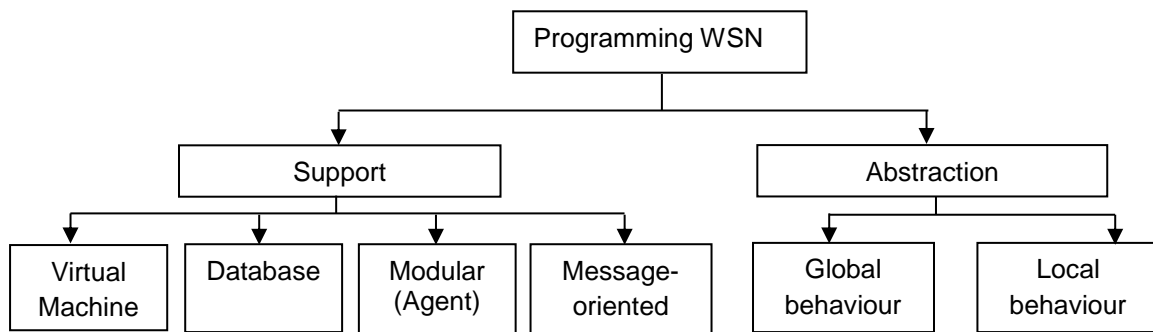 Programming WSN
Support
Abstraction
Virtual
Machine
Database
Modular
(Agent)
Message-
oriented
Global
behaviour
Local
behaviour